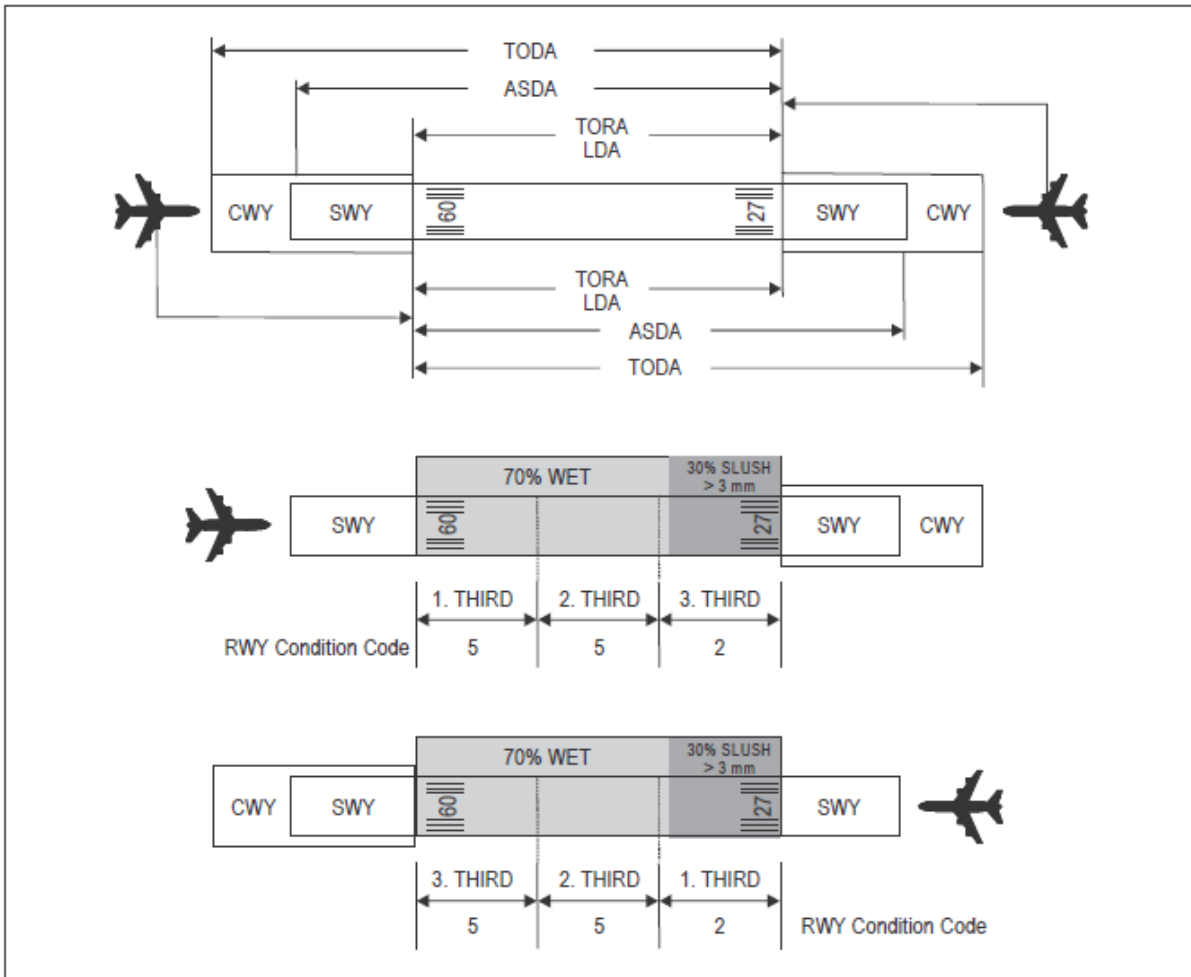 TODA
ASDA
TORA
LDA
CWY SWY 09 27 SWY CWY
TORA
LDA
ASDA
TODA
70% WET
30% SLUSH
> 3 mm
SWY 09 27 SWY CWY
1. THIRD 2. THIRD 3. THIRD
RWY Condition Code 5 5 2
70% WET
30% SLUSH
> 3 mm
CWY SWY 09 27 SWY
3. THIRD 2. THIRD 1. THIRD
5 5 2 RWY Condition Code